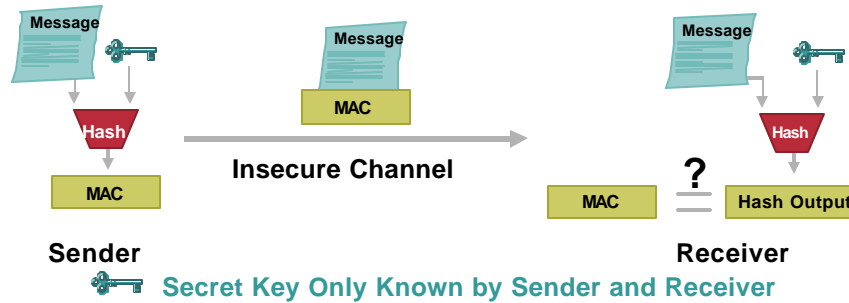 Message
Hash
MAC
Sender
Message
MAC
Insecure Channel
Message
Hash
MAC
?
Hash Output
Receiver
Secret Key Only Known by Sender and Receiver